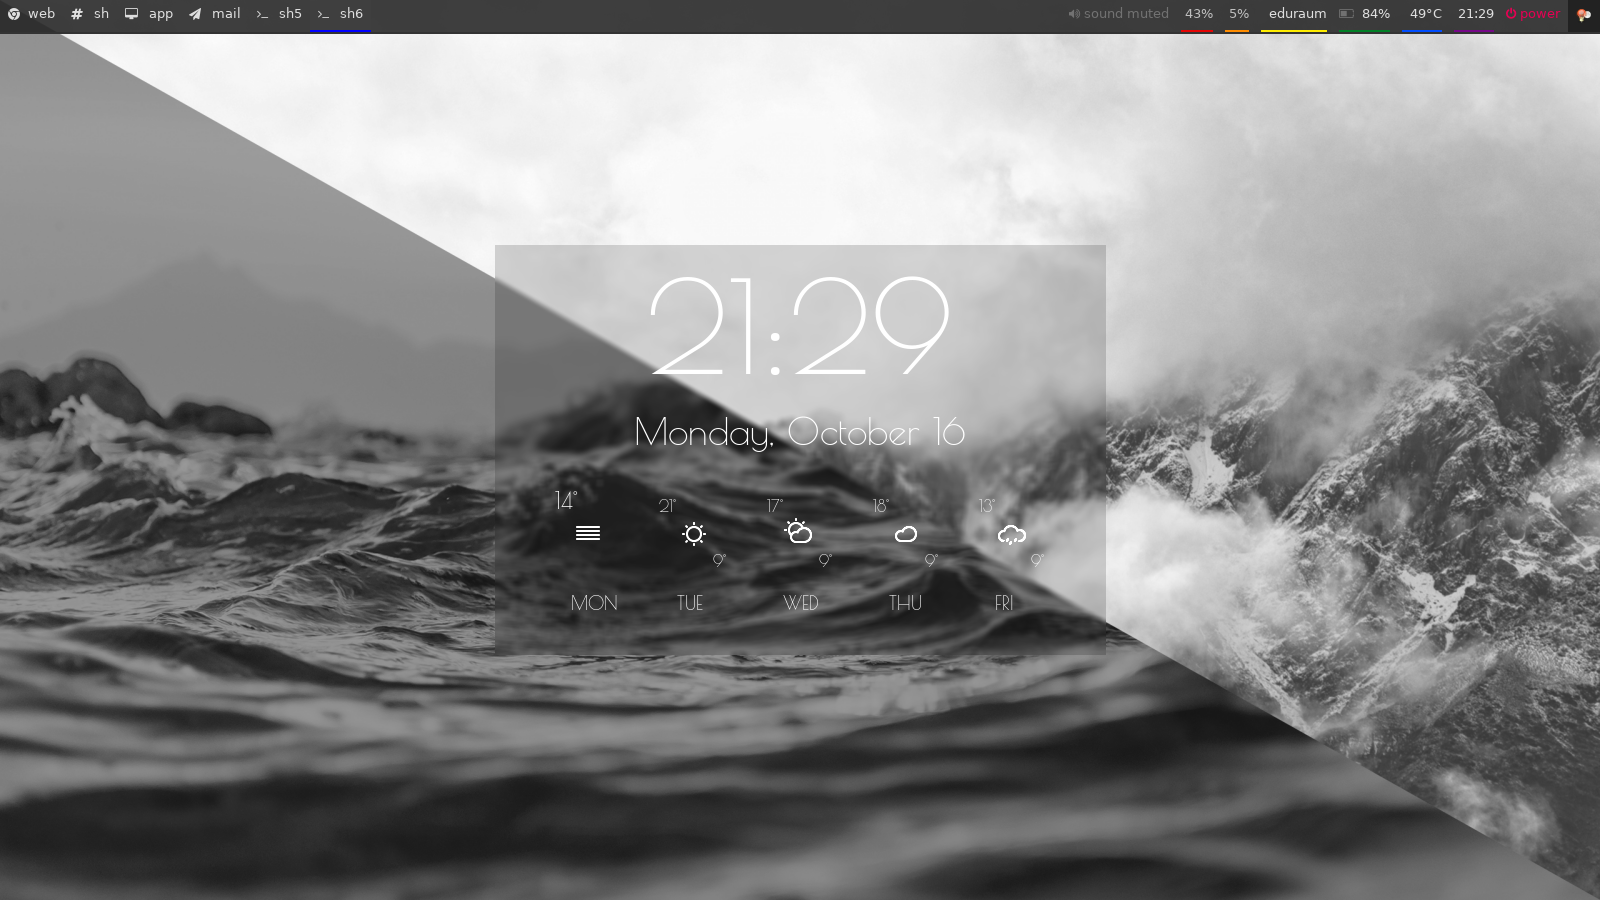 web sh app mail sh5 sh6 sound muted 43% 5% eduraum 84% 49°C 21:29 power
21:29
Monday, October 16
14° 21° 17° 18° 13°
9° 9° 9° 9°
MON TUE WED THU FRI